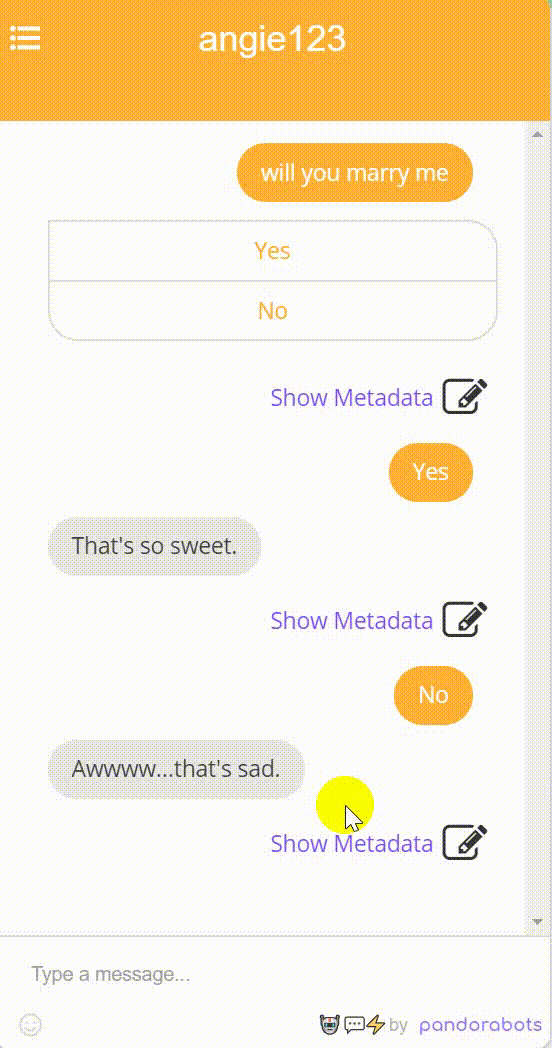 angie123
will you marry me
Yes
No
Show Metadata
Yes
That's so sweet.
Show Metadata
No
Awwww...that's sad.
Show Metadata
Type a message...
by pandorabots